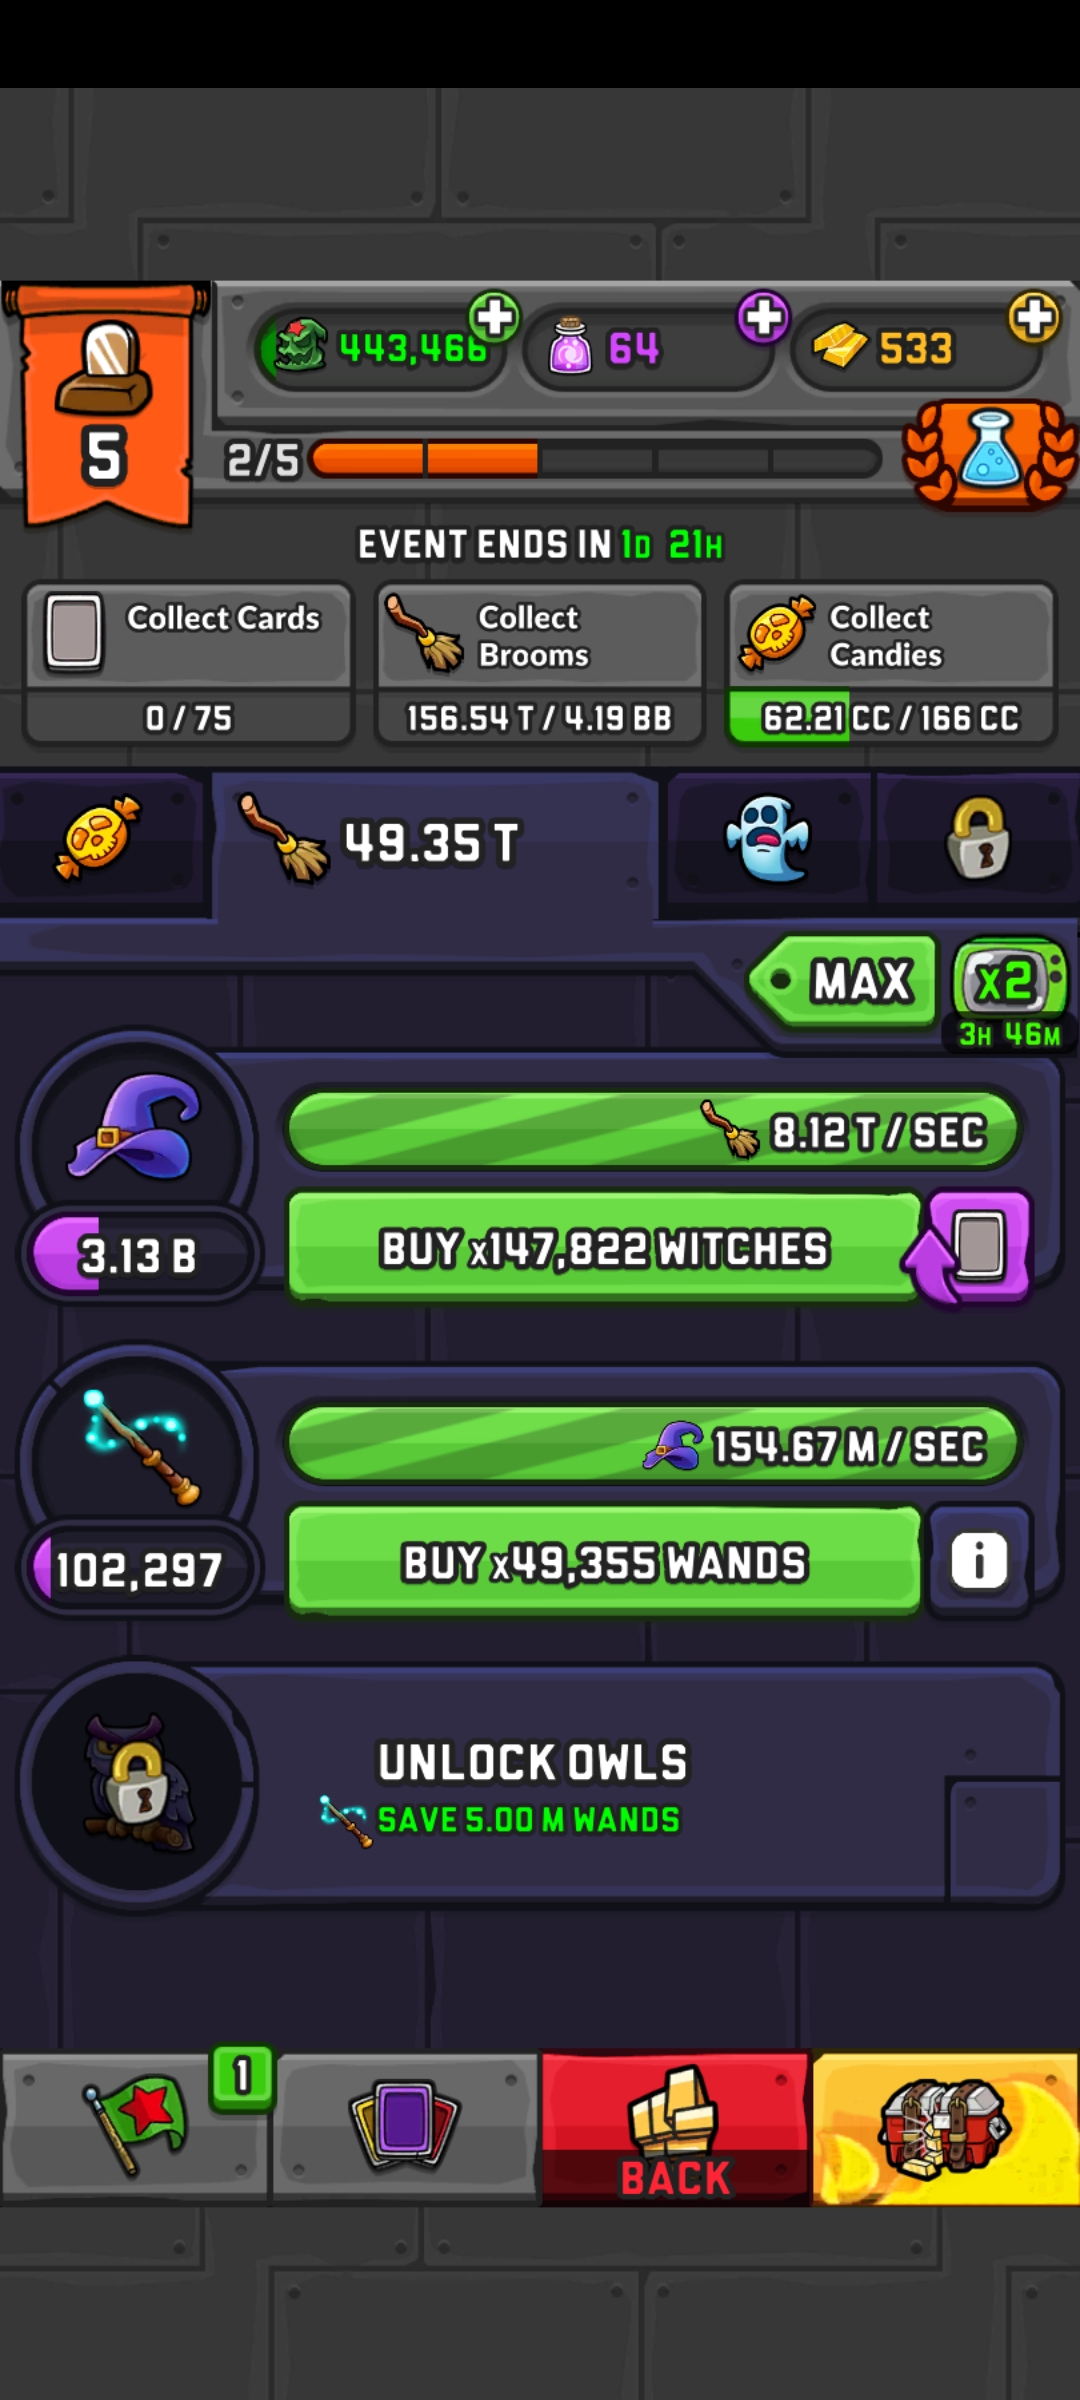 443,466
64
533
5
2/5
EVENT ENDS IN 1D 21H
Collect Cards
0 / 75
Collect
Brooms
156.54 T / 4.19 BB
Collect
Candies
62.21 CC / 166 CC
49.35 T
MAX
x2
3H 46M
8.12 T / SEC
3.13 B
BUY x147,822 WITCHES
154.67 M / SEC
102,297
BUY x49,355 WANDS
i
UNLOCK OWLS
SAVE 5.00 M WANDS
1
BACK